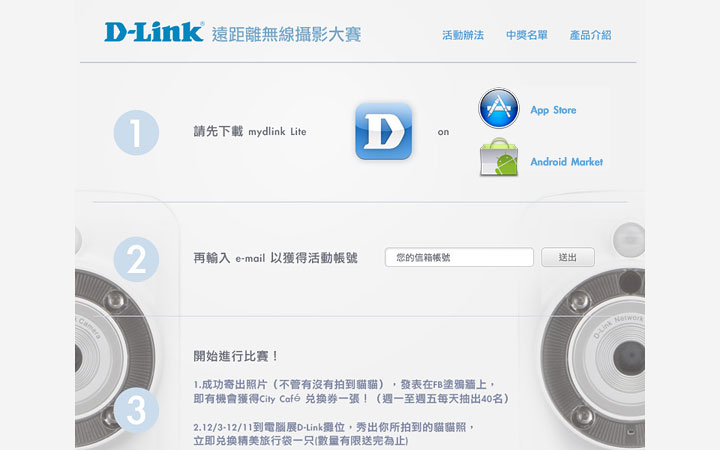 D-Link® 遠距離無線攝影大賽
活動辦法 中獎名單 產品介紹
1
請先下載 mydlink Lite
D
on
App Store
Android Market
2
再輸入 e-mail 以獲得活動帳號
您的信箱帳號
送出
Camera
D-Link Network
3
開始進行比賽！
1.成功寄出照片（不管有沒有拍到貓貓），發表在FB塗鴉牆上，
即有機會獲得City Café 兌換券一張！（週一至週五每天抽出40名）
2.12/3-12/11到電腦展D-Link攤位，秀出你所拍到的貓貓照，
立即兌換精美旅行袋一只(數量有限送完為止)